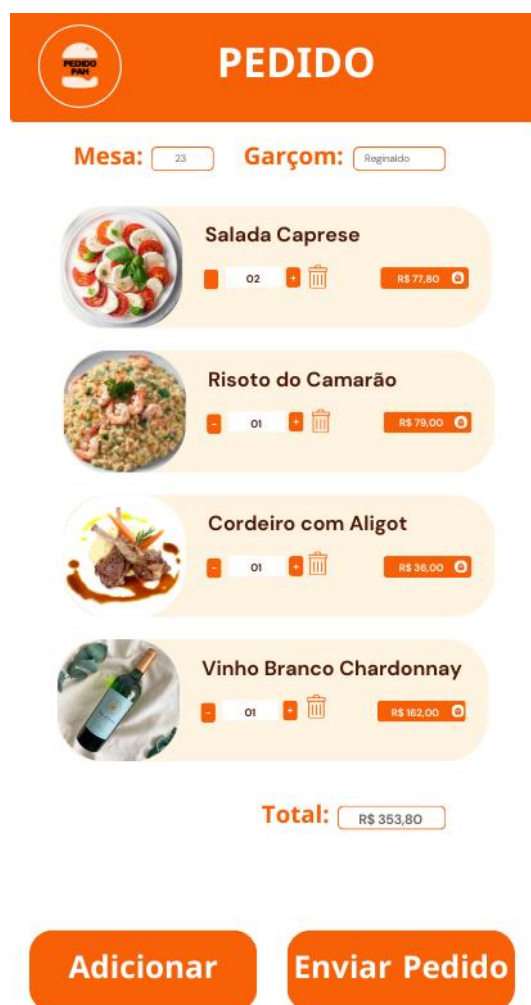 PEDIDO
PAH
PEDIDO
Mesa: 23 Garçom: Reginaldo
Salada Caprese
02 + R$ 77,80
Risoto do Camarão
- 01 + R$ 79,00
Cordeiro com Aligot
- 01 + R$ 36,00
Vinho Branco Chardonnay
- 01 + R$ 162,00
Total: R$ 353,80
Adicionar Enviar Pedido